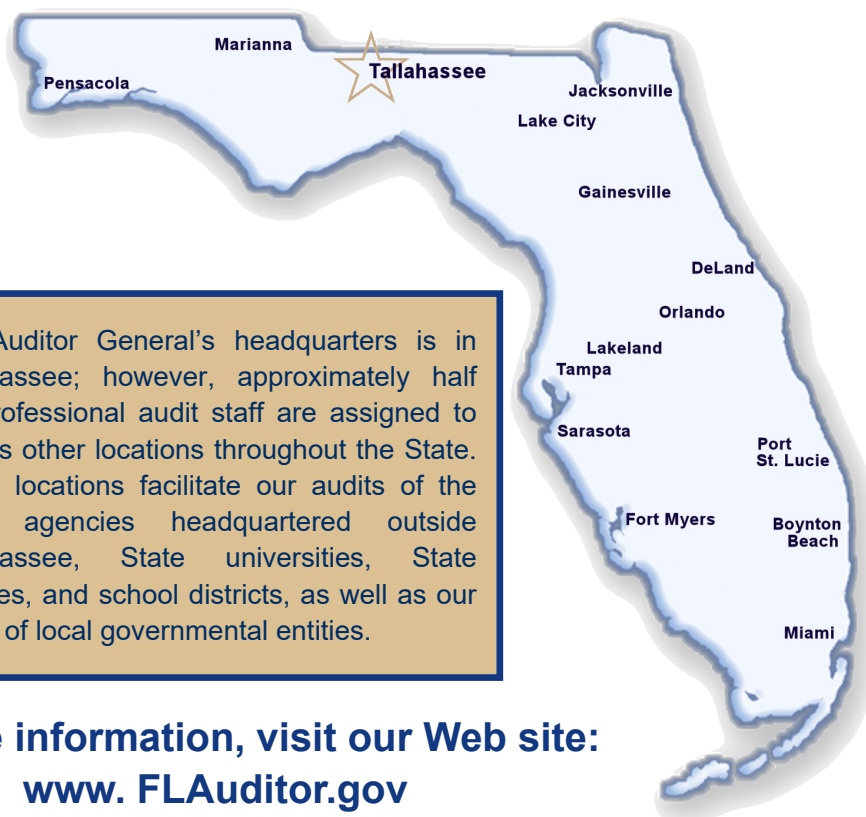 Marianna
Tallahassee
Pensacola
Jacksonville
Lake City
Gainesville
DeLand
Orlando
Lakeland
Tampa
Sarasota
Port
St. Lucie
Fort Myers
Boynton
Beach
Miami
Auditor General’s headquarters is in
assee; however, approximately half
rofessional audit staff are assigned to
s other locations throughout the State.
locations facilitate our audits of the
agencies headquartered outside
assee, State universities, State
es, and school districts, as well as our
of local governmental entities.
information, visit our Web site:
www. FLAuditor.gov